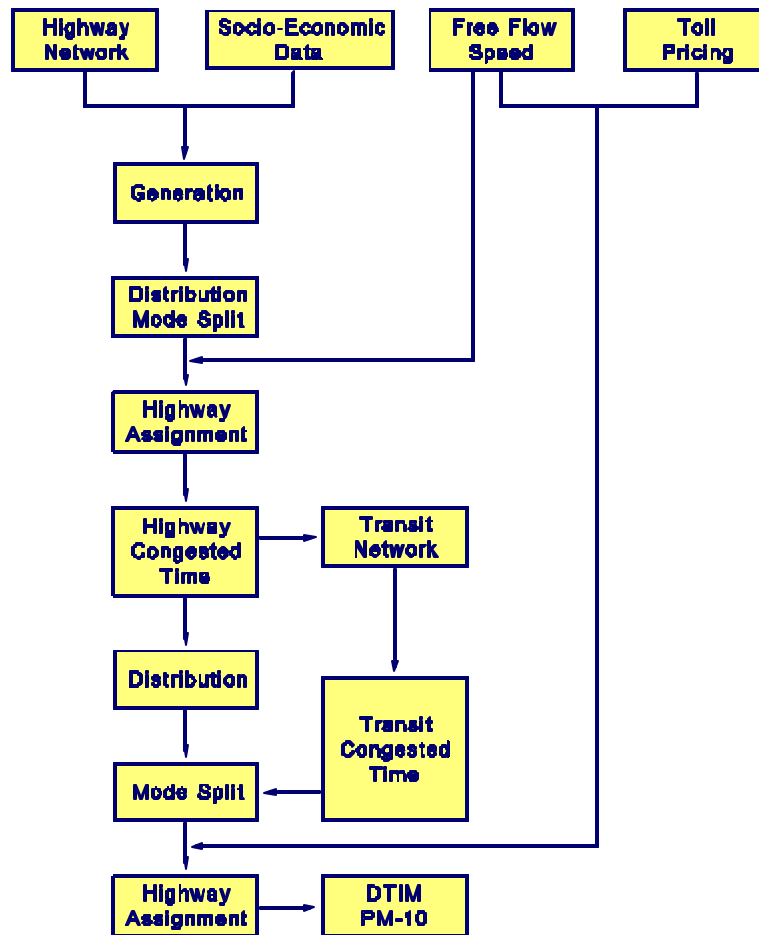 Highway
Network
Socio-Economic
Data
Free Flow
Speed
Toll
Pricing
Generation
Distribution
Mode Split
Highway
Assignment
Highway
Congested
Time
Transit
Network
Distribution
Transit
Congested
Time
Mode Split
Highway
Assignment
DTIM
PM-10